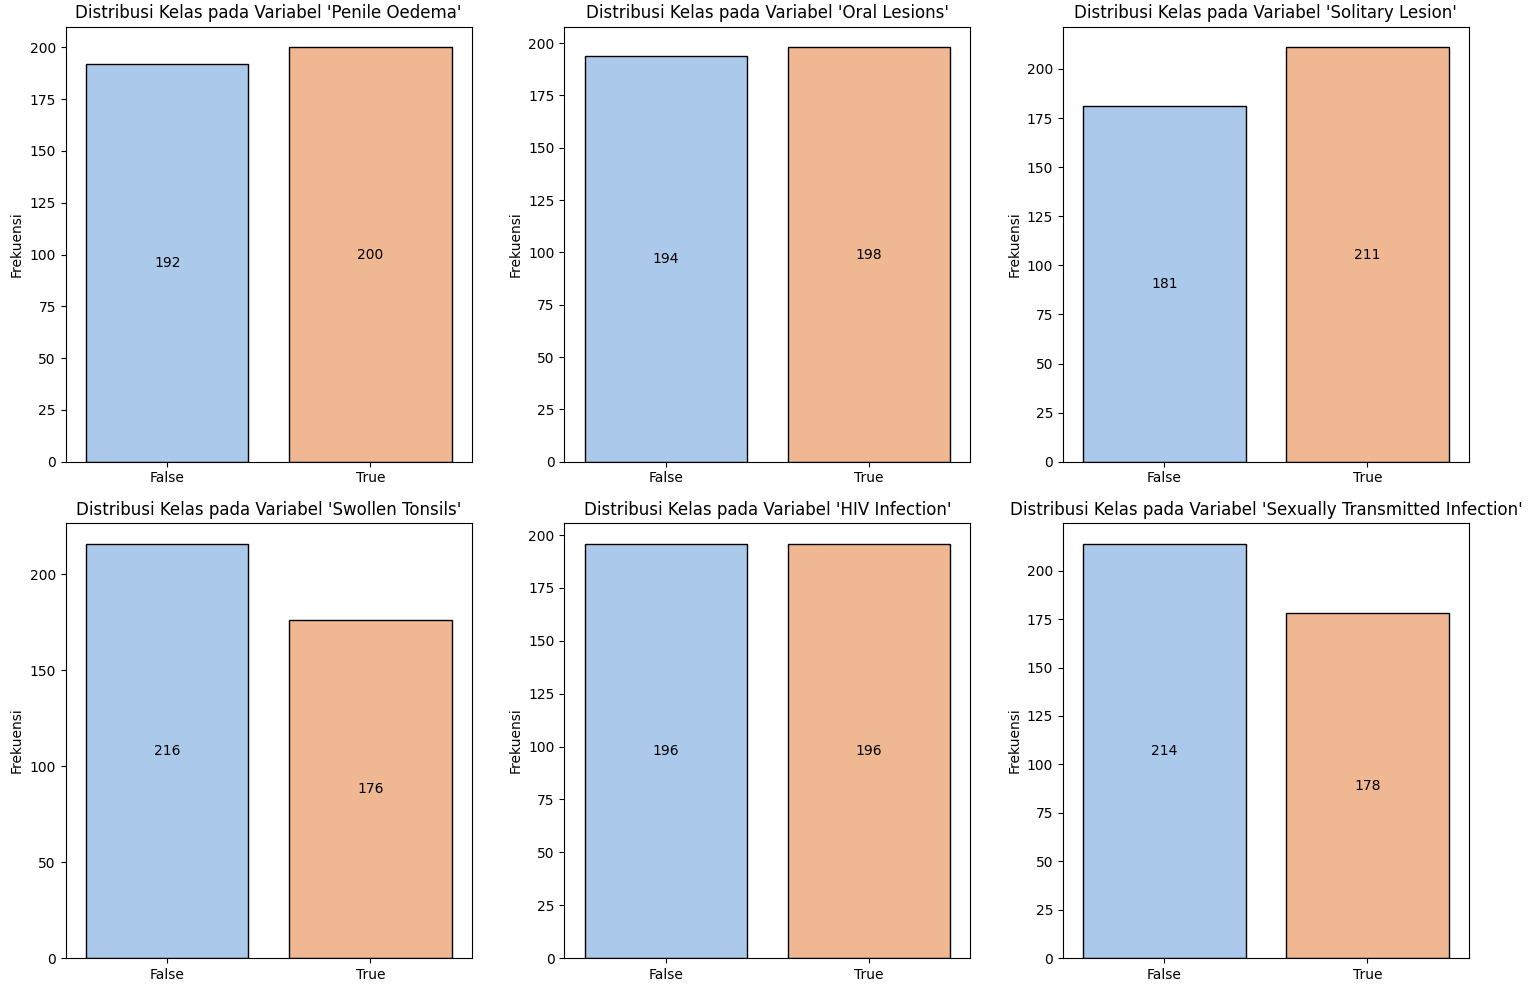 Distribusi Kelas pada Variabel 'Penile Oedema'
Frekuensi
200
175
150
125
100
75
50
25
0
192
200
False
True
Distribusi Kelas pada Variabel 'Oral Lesions'
Frekuensi
200
175
150
125
100
75
50
25
0
194
198
False
True
Distribusi Kelas pada Variabel 'Solitary Lesion'
Frekuensi
200
175
150
125
100
75
50
25
0
181
211
False
True
Distribusi Kelas pada Variabel 'Swollen Tonsils'
Frekuensi
200
150
100
50
0
216
176
False
True
Distribusi Kelas pada Variabel 'HIV Infection'
Frekuensi
200
175
150
125
100
75
50
25
0
196
196
False
True
Distribusi Kelas pada Variabel 'Sexually Transmitted Infection'
Frekuensi
200
175
150
125
100
75
50
25
0
214
178
False
True